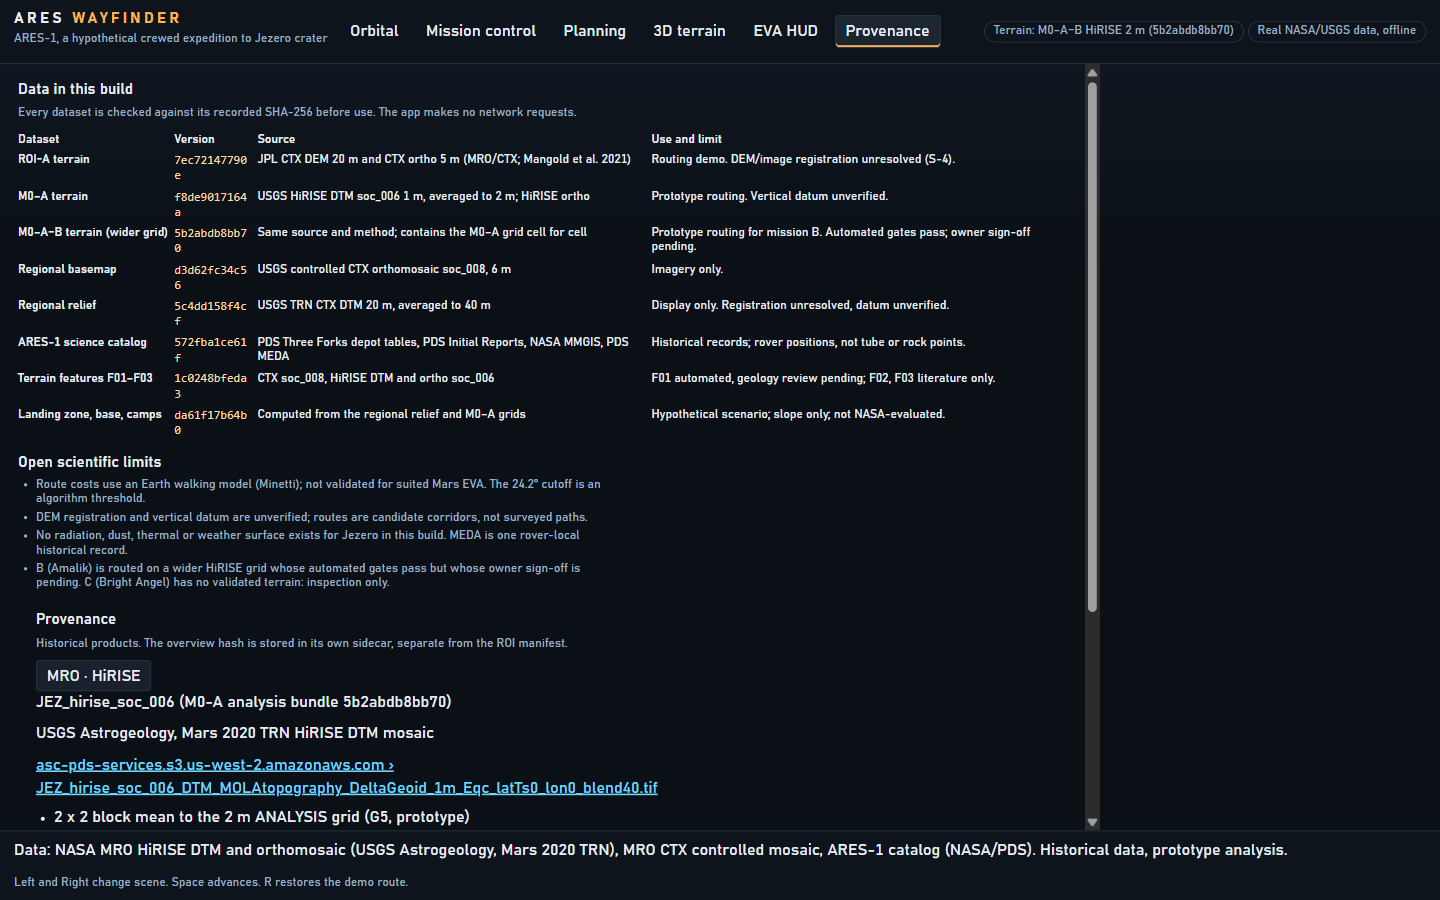 ARES WAYFINDER
ARES-1, a hypothetical crewed expedition to Jezero crater
Orbital
Mission control
Planning
3D terrain
EVA HUD
Provenance
Terrain: M0-A-B HiRISE 2 m (5b2abdb8bb70)
Real NASA/USGS data, offline
Data in this build
Every dataset is checked against its recorded SHA-256 before use. The app makes no network requests.
Dataset Version Source Use and limit
ROI-A terrain 7ec72147790 JPL CTX DEM 20 m and CTX ortho 5 m (MRO/CTX; Mangold et al. 2021) Routing demo. DEM/image registration unresolved (S-4).
e
M0-A terrain f8de9017164 USGS HiRISE DTM soc_006 1 m, averaged to 2 m; HiRISE ortho Prototype routing. Vertical datum unverified.
a
M0-A-B terrain (wider grid) 5b2abdb8bb7 Same source and method; contains the M0-A grid cell for cell Prototype routing for mission B. Automated gates pass; owner sign-off
0 pending.
Regional basemap d3d62fc34c5 USGS controlled CTX orthomosaic soc_008, 6 m Imagery only.
6
Regional relief 5c4dd158f4c USGS TRN CTX DTM 20 m, averaged to 40 m Display only. Registration unresolved, datum unverified.
f
ARES-1 science catalog 572fba1ce61 PDS Three Forks depot tables, PDS Initial Reports, NASA MMGIS, PDS Historical records; rover positions, not tube or rock points.
f MEDA
Terrain features F01-F03 1c0248bfeda CTX soc_008, HiRISE DTM and ortho soc_006 F01 automated, geology review pending; F02, F03 literature only.
3
Landing zone, base, camps da61f17b64b Computed from the regional relief and M0-A grids Hypothetical scenario; slope only; not NASA-evaluated.
0
Open scientific limits
• Route costs use an Earth walking model (Minetti); not validated for suited Mars EVA. The 24.2° cutoff is an
algorithm threshold.
• DEM registration and vertical datum are unverified; routes are candidate corridors, not surveyed paths.
• No radiation, dust, thermal or weather surface exists for Jezero in this build. MEDA is one rover-local
historical record.
• B (Amalik) is routed on a wider HiRISE grid whose automated gates pass but whose owner sign-off is
pending. C (Bright Angel) has no validated terrain: inspection only.
Provenance
Historical products. The overview hash is stored in its own sidecar, separate from the ROI manifest.
MRO · HiRISE
JEZ_hirise_soc_006 (M0-A analysis bundle 5b2abdb8bb70)
USGS Astrogeology, Mars 2020 TRN HiRISE DTM mosaic
asc-pds-services.s3.us-west-2.amazonaws.com ›
JEZ_hirise_soc_006_DTM_MOLAtopography_DeltaGeoid_1m_Eqc_latTs0_lon0_blend40.tif
• 2 x 2 block mean to the 2 m ANALYSIS grid (G5, prototype)
Data: NASA MRO HiRISE DTM and orthomosaic (USGS Astrogeology, Mars 2020 TRN), MRO CTX controlled mosaic, ARES-1 catalog (NASA/PDS). Historical data, prototype analysis.
Left and Right change scene. Space advances. R restores the demo route.